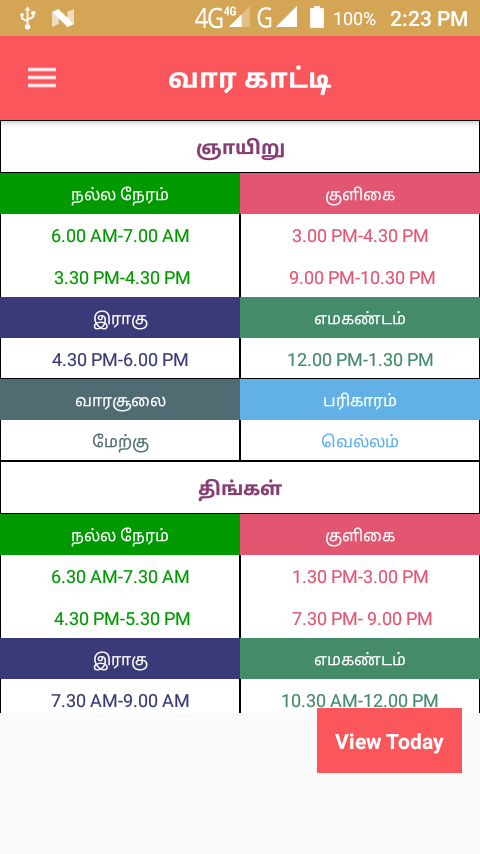 4G 4G G 100% 2:23 PM
வார காட்டி
ஞாயிறு
நல்ல நேரம் குளிகை
6.00 AM-7.00 AM 3.00 PM-4.30 PM
3.30 PM-4.30 PM 9.00 PM-10.30 PM
இராகு எமகண்டம்
4.30 PM-6.00 PM 12.00 PM-1.30 PM
வாரசூலை பரிகாரம்
மேற்கு வெல்லம்
திங்கள்
நல்ல நேரம் குளிகை
6.30 AM-7.30 AM 1.30 PM-3.00 PM
4.30 PM-5.30 PM 7.30 PM- 9.00 PM
இராகு எமகண்டம்
7.30 AM-9.00 AM 10.30 AM-12.00 PM
View Today